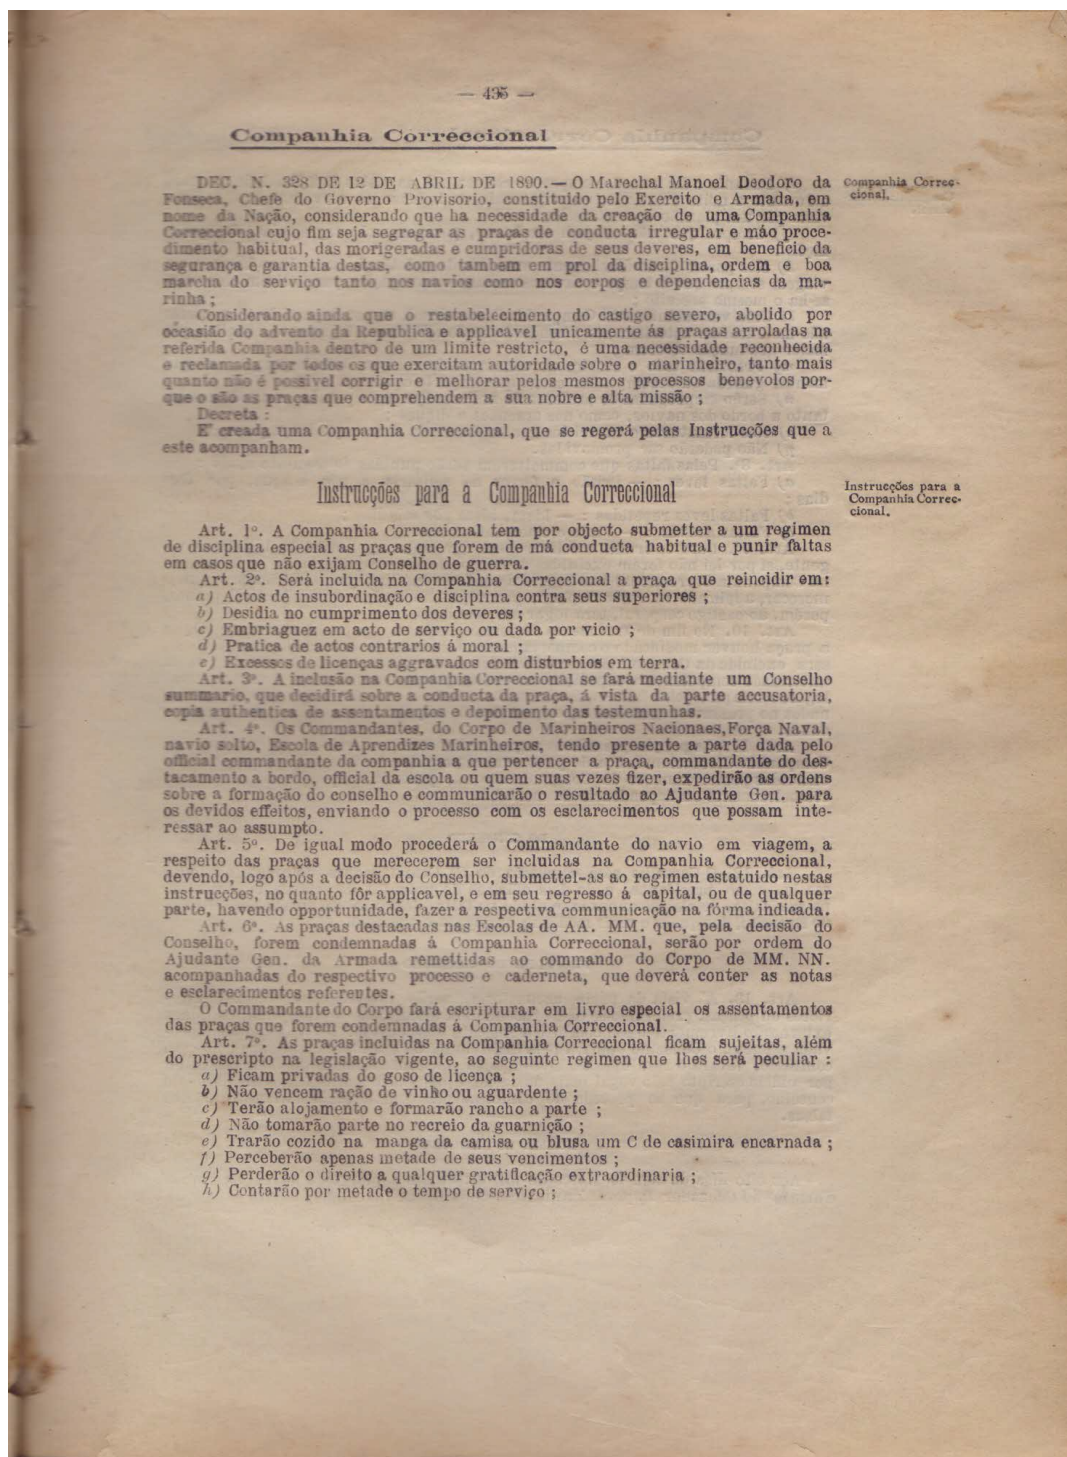 — 435 —
Companhia Correccional
DEC. N. 328 DE 12 DE ABRIL DE 1890.— O Marechal Manoel Deodoro da
Fonseca, Chefe do Governo Provisorio, constituido pelo Exercito e Armada, em
nome da Nação, considerando que ha necessidade da creação de uma Companhia
Correccional cujo fim seja segregar as praças de conducta irregular e máo proce-
dimento habitual, das morigeradas e cumpridoras de seus deveres, em beneficio da
segurança e garantia destas, como tambem em prol da disciplina, ordem e boa
marcha do serviço tanto nos navios como nos corpos e dependencias da ma-
rinha ;
Considerando ainda que o restabelecimento do castigo severo, abolido por
occasião do advento da Republica e applicavel unicamente ás praças arroladas na
referida Companhia dentro de um limite restricto, é uma necessidade reconhecida
e reclamada por todos os que exercitam autoridade sobre o marinheiro, tanto mais
quanto não é possivel corrigir e melhorar pelos mesmos processos benevolos por-
que o são as praças que comprehendem a sua nobre e alta missão ;
Decreta :
E' creada uma Companhia Correccional, que se regerá pelas Instrucções que a
este acompanham.
Companhia Correc-
cional.
Instrucções para a Companhia Correccional
Instrucções para a
Companhia Correc-
cional.
Art. 1º. A Companhia Correccional tem por objecto submetter a um regimen
de disciplina especial as praças que forem de má conducta habitual e punir faltas
em casos que não exijam Conselho de guerra.
Art. 2º. Será incluida na Companhia Correccional a praça que reincidir em:
a) Actos de insubordinação e disciplina contra seus superiores ;
b) Desidia no cumprimento dos deveres ;
c) Embriaguez em acto de serviço ou dada por vicio ;
d) Pratica de actos contrarios á moral ;
e) Excesses de licenças aggravados com disturbios em terra.
Art. 3º. A inclusão na Companhia Correccional se fará mediante um Conselho
summario, que decidirá sobre a conducta da praça, á vista da parte accusatoria,
copia authentica de assentamentos e depoimento das testemunhas.
Art. 4º. Os Commandantes, do Corpo de Marinheiros Nacionaes, Força Naval,
navio solto, Escola de Aprendizes Marinheiros, tendo presente a parte dada pelo
official commandante da companhia a que pertencer a praça, commandante do des-
tacamento a bordo, official da escola ou quem suas vezes fizer, expedirão as ordens
sobre a formação do conselho e communicarão o resultado ao Ajudante Gen. para
os devidos effeitos, enviando o processo com os esclarecimentos que possam inte-
ressar ao assumpto.
Art. 5º. De igual modo procederá o Commandante do navio em viagem, a
respeito das praças que merecerem ser incluidas na Companhia Correccional,
devendo, logo após a decisão do Conselho, submettel-as ao regimen estatuido nestas
instrucções, no quanto fôr applicavel, e em seu regresso á capital, ou de qualquer
parte, havendo opportunidade, fazer a respectiva communicação na fórma indicada.
Art. 6º. As praças destacadas nas Escolas de AA. MM. que, pela decisão do
Conselho, forem condemnadas á Companhia Correccional, serão por ordem do
Ajudante Gen. da Armada remettidas ao commando do Corpo de MM. NN.
acompanhadas do respectivo processo e caderneta, que deverá conter as notas
e esclarecimentos referentes.
O Commandante do Corpo fará escripturar em livro especial os assentamentos
das praças que forem condemnadas á Companhia Correccional.
Art. 7º. As praças incluidas na Companhia Correccional ficam sujeitas, além
do prescripto na legislação vigente, ao seguinte regimen que lhes será peculiar :
a) Ficam privadas do goso de licença ;
b) Não vencem ração de vinho ou aguardente ;
c) Terão alojamento e formarão rancho a parte ;
d) Não tomarão parte no recreio da guarnição ;
e) Trarão cozido na manga da camisa ou blusa um C de casimira encarnada ;
f) Perceberão apenas metade de seus vencimentos ;
g) Perderão o direito a qualquer gratificação extraordinaria ;
h) Contarão por metade o tempo de serviço ;